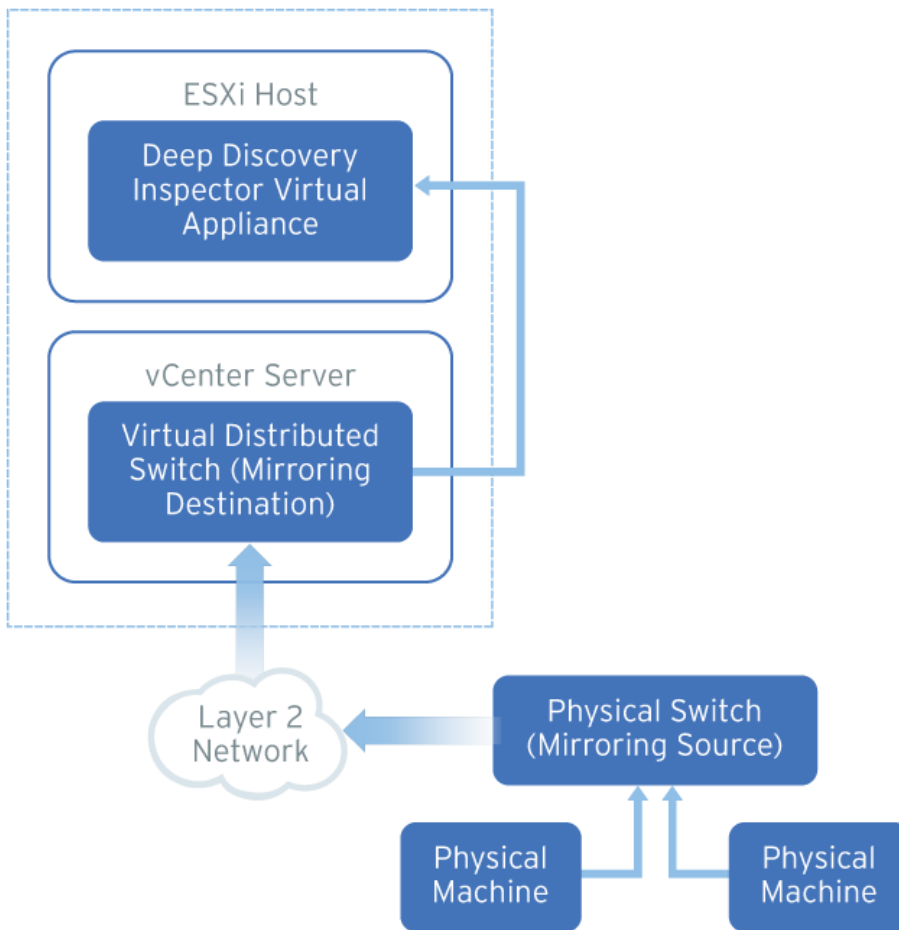 ESXi Host
Deep Discovery
Inspector Virtual
Appliance
vCenter Server
Virtual Distributed
Switch (Mirroring
Destination)
Layer 2
Network
Physical Switch
(Mirroring Source)
Physical
Machine
Physical
Machine